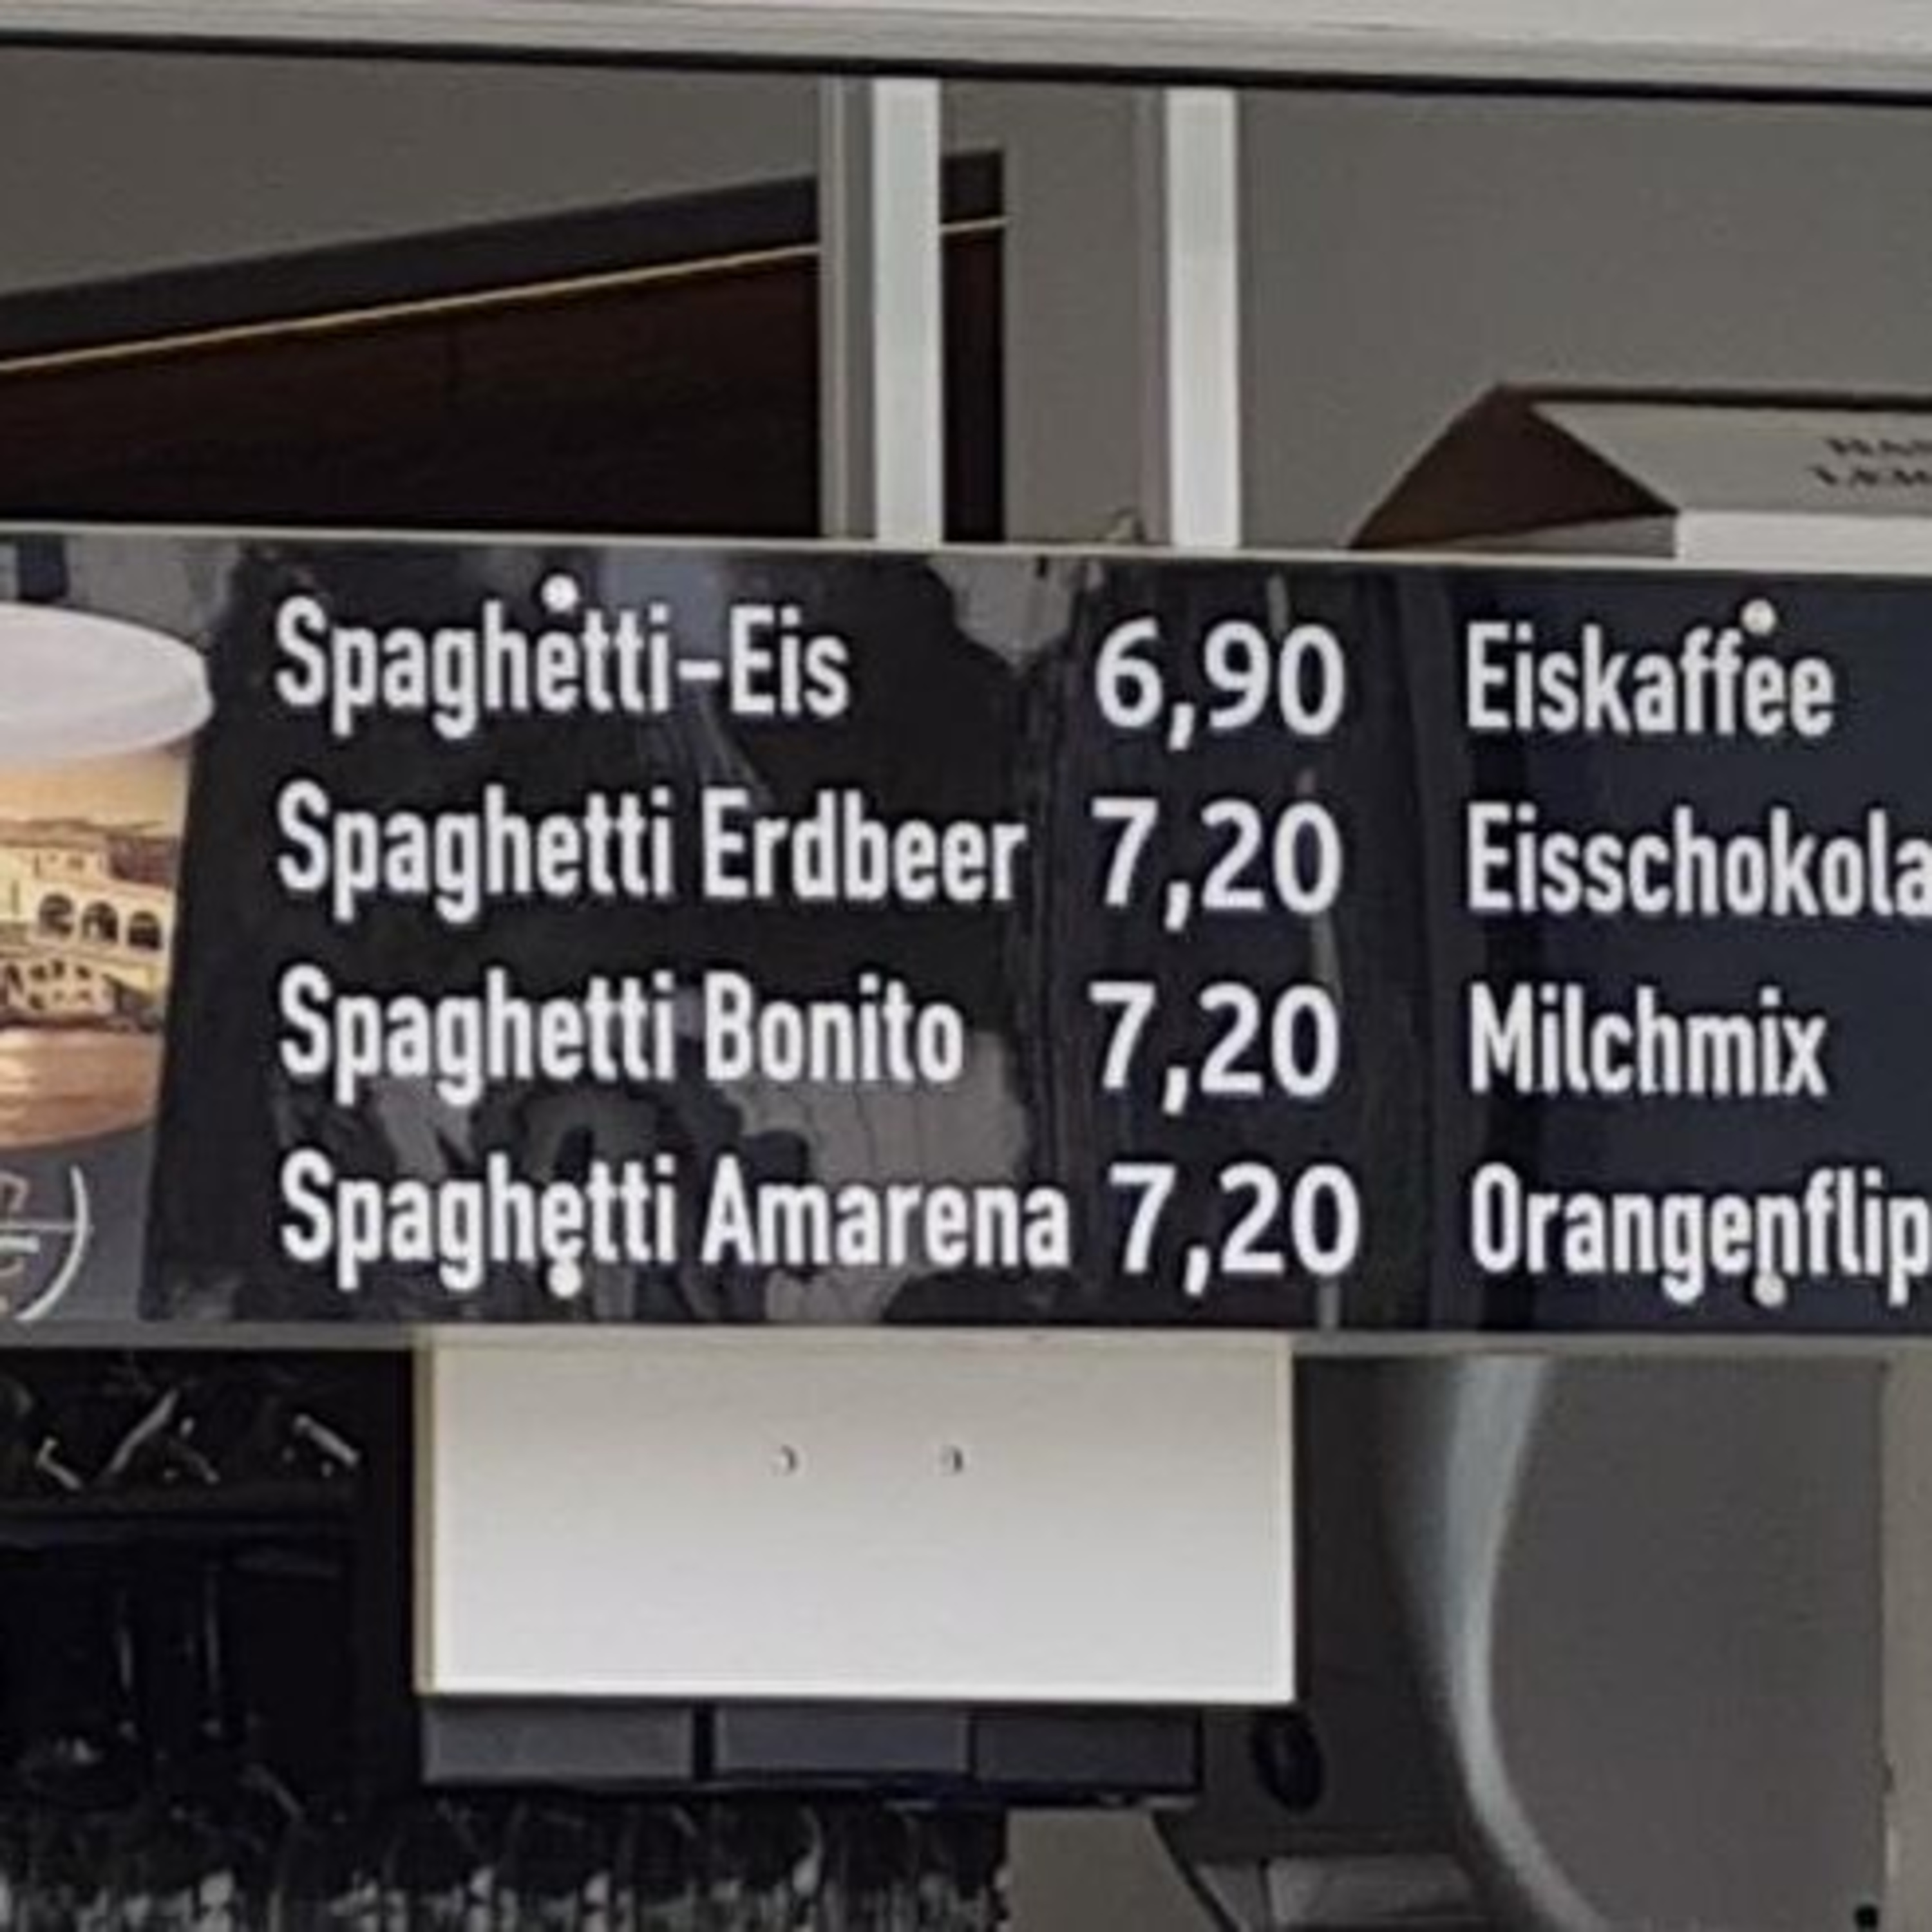 Spaghetti-Eis 6,90 Eiskaffee
Spaghetti Erdbeer 7,20 Eisschokola
Spaghetti Bonito 7,20 Milchmix
Spaghetti Amarena 7,20 Orangenflip